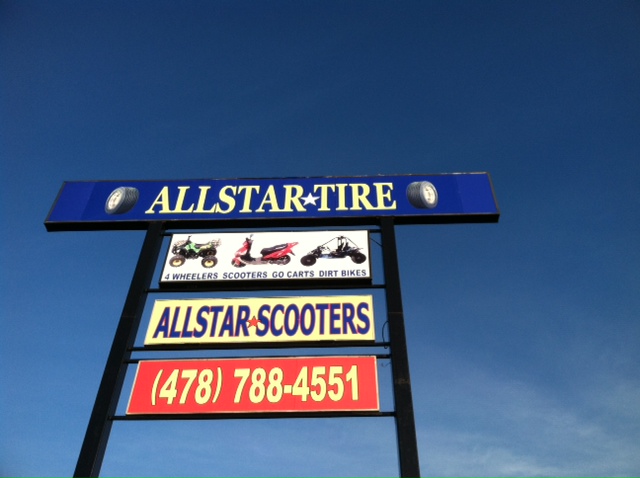 ALLSTAR★TIRE
4 WHEELERS SCOOTERS GO CARTS DIRT BIKES
ALLSTAR★SCOOTERS
(478) 788-4551